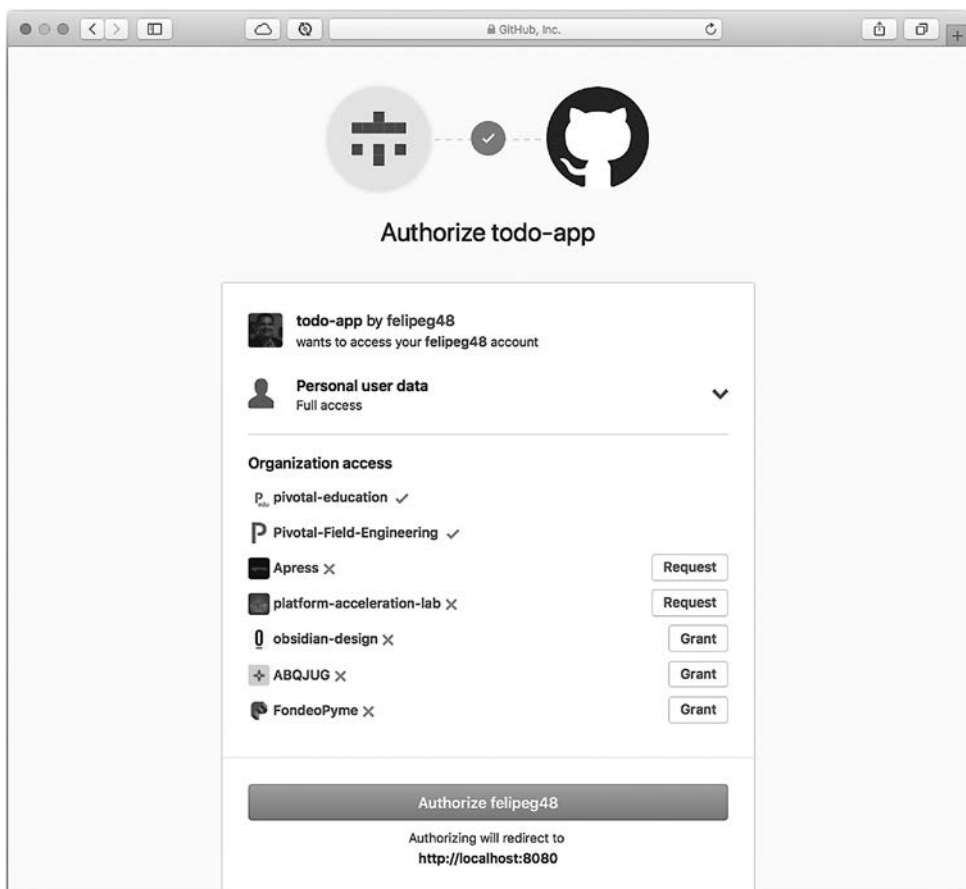 GitHub, Inc.
Authorize todo-app
todo-app by felipeg48
wants to access your felipeg48 account
Personal user data
Full access
Organization access
pivotal-education
Pivotal-Field-Engineering
Apress
Request
platform-acceleration-lab
Request
obsidian-design
Grant
ABQJUG
Grant
FondeoPyme
Grant
Authorize felipeg48
Authorizing will redirect to
http://localhost:8080